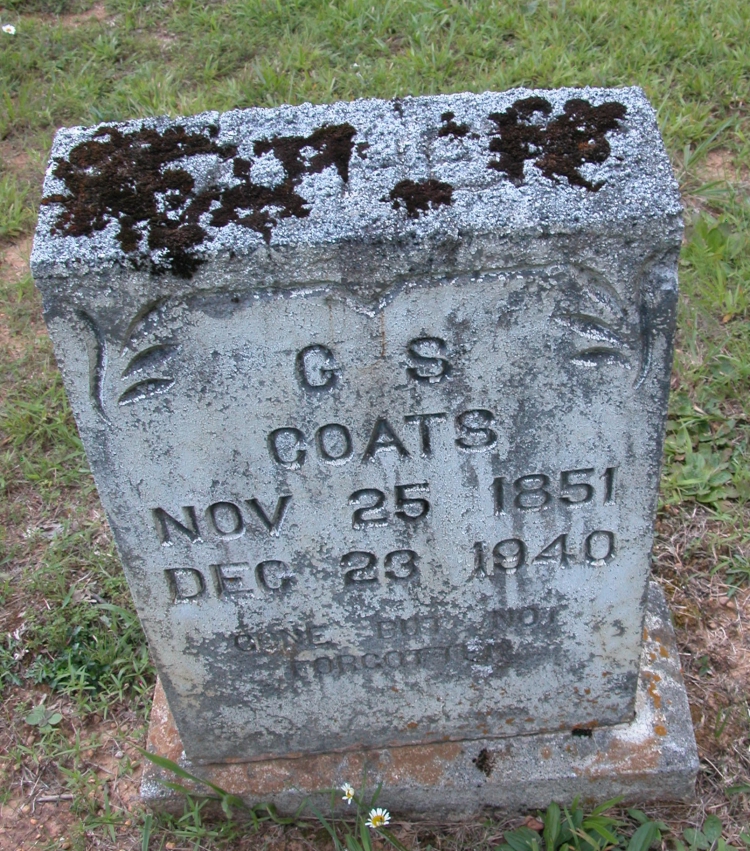 G S
COATS
NOV 25 1851
DEC 23 1940
GONE BUT NOT
FORGOTTEN